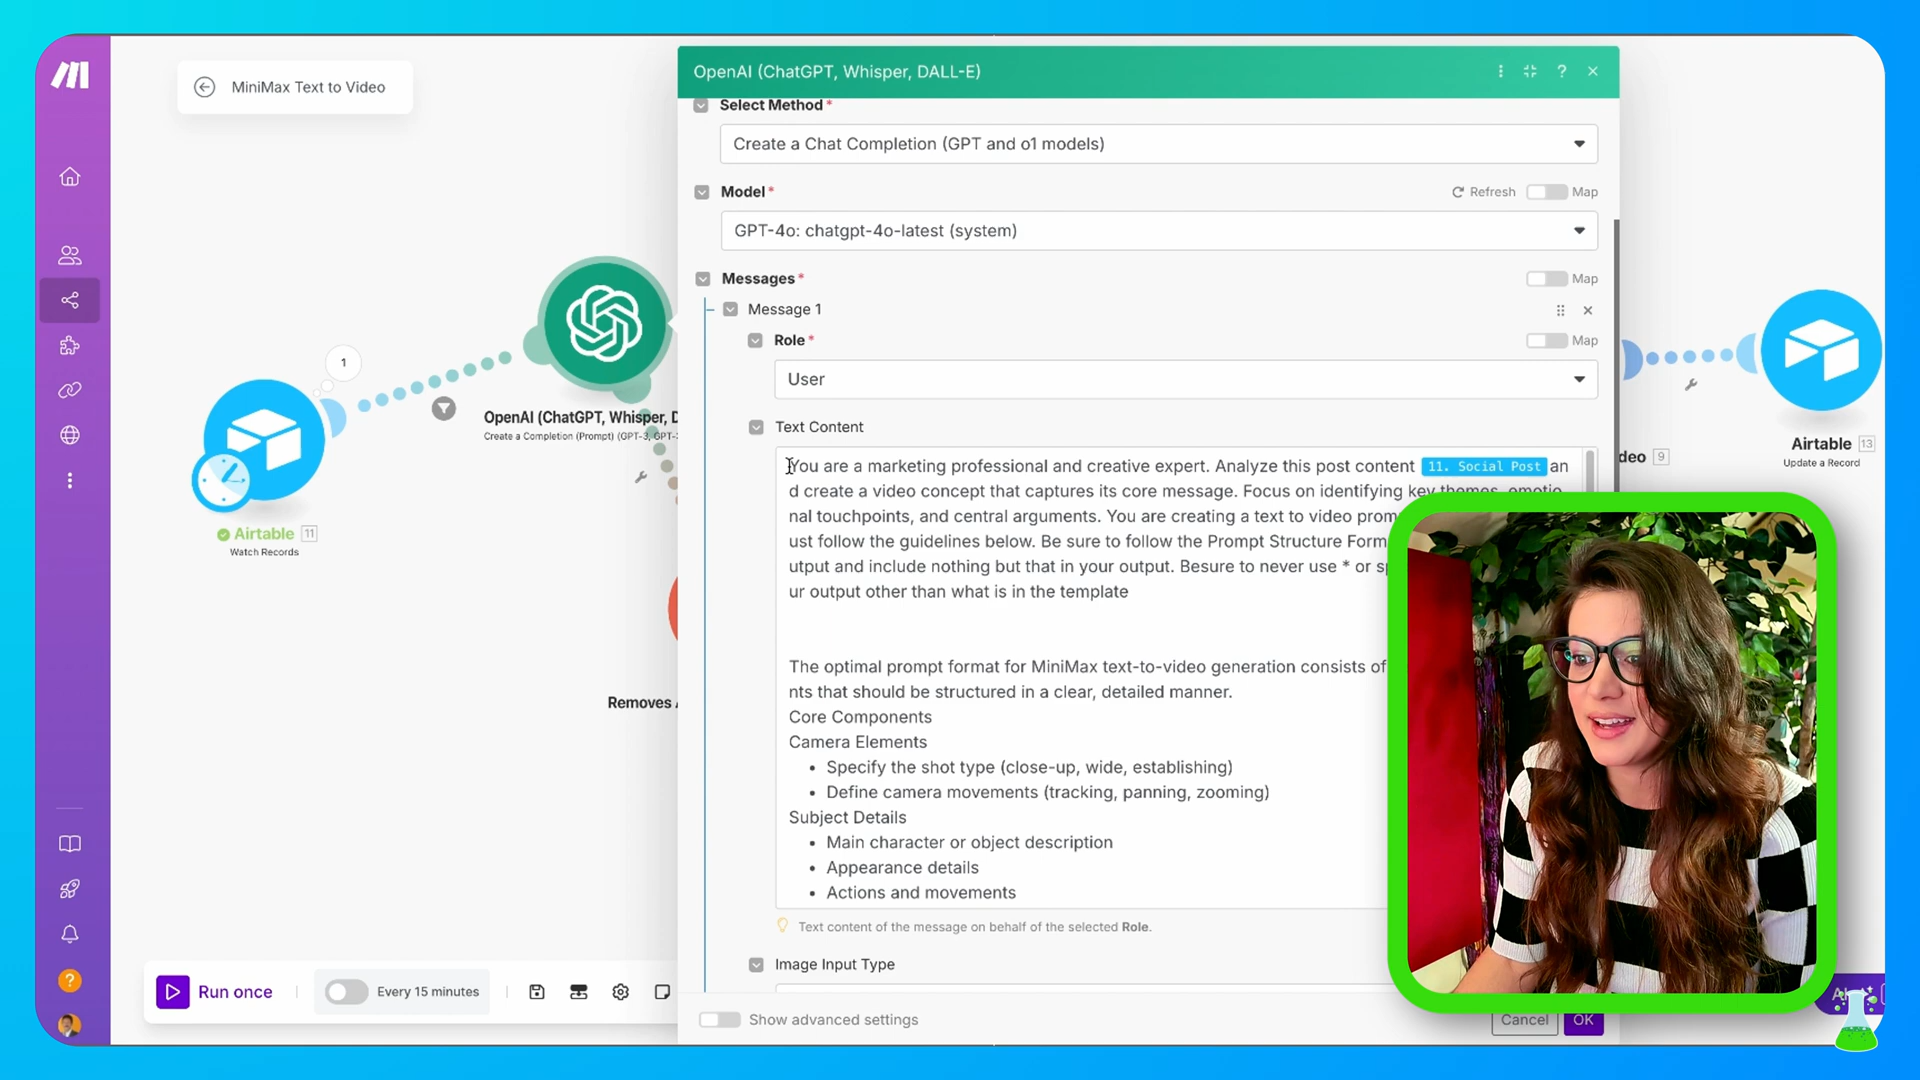 MiniMax Text to Video
OpenAI (ChatGPT, Whisper, DALL-E)
?
Select Method*
Create a Chat Completion (GPT and o1 models)
Model*
Refresh
Map
GPT-4o: chatgpt-4o-latest (system)
Messages*
Map
Message 1
Role*
Map
User
Text Content
You are a marketing professional and creative expert. Analyze this post content 11. Social Post an
d create a video concept that captures its core message. Focus on identifying key themes, emotio
nal touchpoints, and central arguments. You are creating a text to video prom
ust follow the guidelines below. Be sure to follow the Prompt Structure Form
utput and include nothing but that in your output. Besure to never use * or sp
ur output other than what is in the template
The optimal prompt format for MiniMax text-to-video generation consists of
nts that should be structured in a clear, detailed manner.
Core Components
Camera Elements
• Specify the shot type (close-up, wide, establishing)
• Define camera movements (tracking, panning, zooming)
Subject Details
• Main character or object description
• Appearance details
• Actions and movements
Text content of the message on behalf of the selected Role.
Image Input Type
Show advanced settings
Cancel
OK
1
OpenAI (ChatGPT, Whisper, D
Create a Completion (Prompt) (GPT-3, GPT-
Airtable 11
Watch Records
Removes
deo 9
Airtable 13
Update a Record
Run once
Every 15 minutes
?